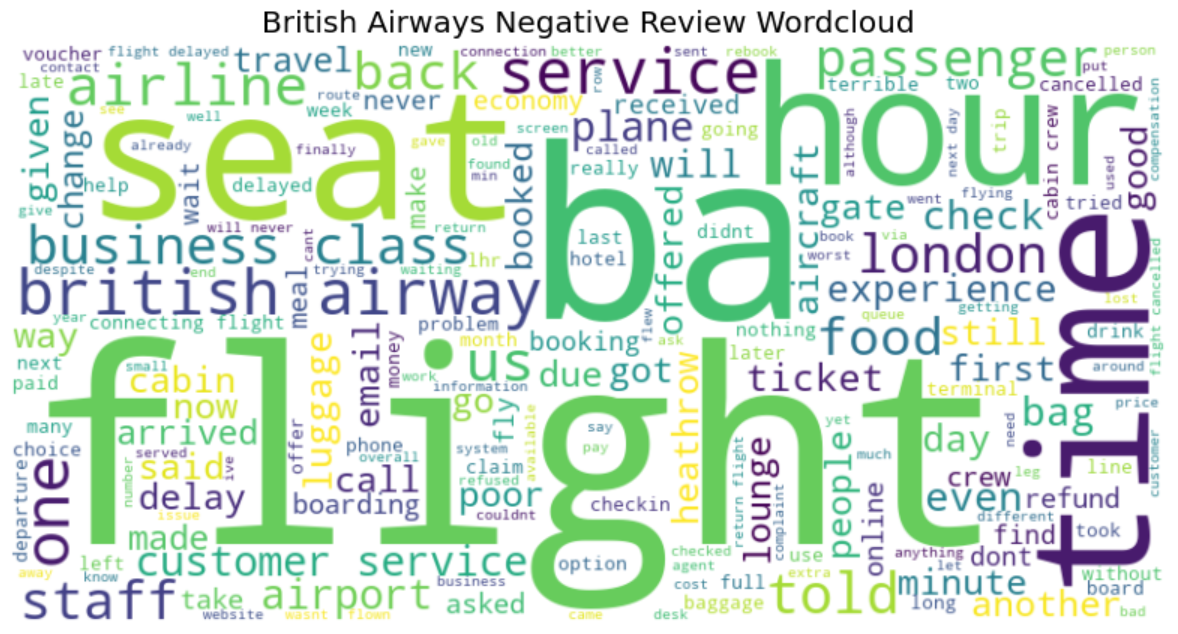 British Airways Negative Review Wordcloud
voucher flight delayed travel new connection better sent rebook passenger person
contact back service row put
late airline route never economy received terrible two cancelled
see week plane going hour compensation
given change well seat screen called although next day trip cabin crew used good
already finally gave old found min really will aircraft
help wait delayed make booked ba offered gate went flying check tried
give will never return last didnt book via
business class cant lhr hotel worst london time
despite end trying waiting experience lost
british airway meal getting flight cancelled
year connecting flight problem flew queue
way month booking ask nothing food still drink
next small email money us due got later first around
paid cabin luggage work information ticket terminal
now go fly heatrow bag price
many arrived say yet day need
choice served offer phone overall system available pay return flight lounge people much customer
said live claim crew leg line
number call refused poor
departure one delay boarding checkin complaint online even refund
issue couldnt different took
made find
left customer service option checked use anything dont
away know agent let without
staff take airport business asked cost full extra told minute board
website wasnt flown came desk baggage long another bad